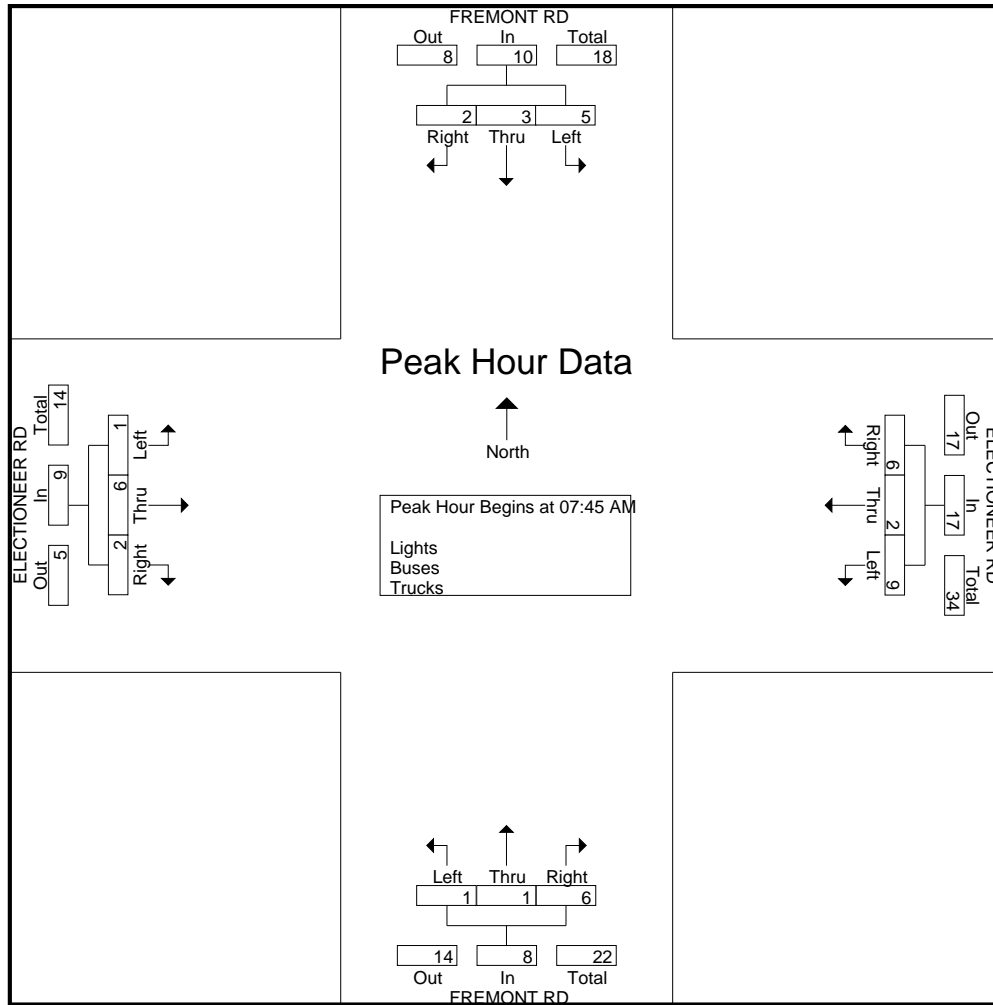 FREMONT RD
Out In Total
8 10 18
2 3 5
Right Thru Left
Peak Hour Data
North
Peak Hour Begins at 07:45 AM
Lights
Buses
Trucks
ELECTIONEER RD
Out In Total
5 9 14
Right Thru Left
2 6 1
ELECTIONEER RD
Out In Total
17 17 34
Right Thru Left
6 2 9
Left Thru Right
1 1 6
14 8 22
Out In Total
FREMONT RD